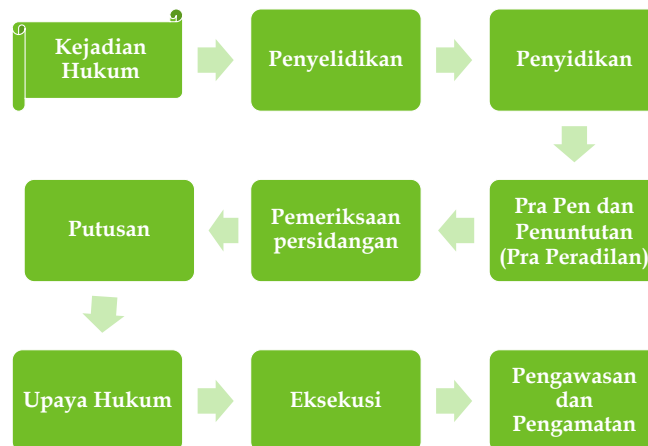 Kejadian
Hukum
Penyelidikan
Penyidikan
Pra Pen dan
Penuntutan
(Pra Peradilan)
Pemeriksaan
persidangan
Putusan
Upaya Hukum
Eksekusi
Pengawasan
dan
Pengamatan